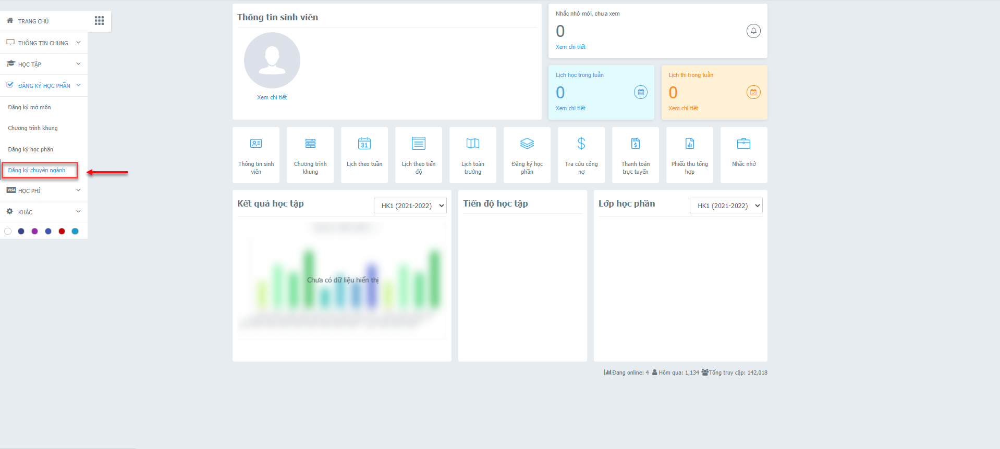 TRANG CHỦ
THÔNG TIN CHUNG
HỌC TẬP
ĐĂNG KÝ HỌC PHẦN
Đăng ký mở môn
Chương trình khung
Đăng ký học phần
Đăng ký chuyên ngành
VISA HỌC PHÍ
KHÁC
Thông tin sinh viên
Xem chi tiết
Nhắc nhở mới, chưa xem
0
Xem chi tiết
Lịch học trong tuần
0
Xem chi tiết
Lịch thi trong tuần
0
Xem chi tiết
Thông tin sinh
viên
Chương trình
khung
31
Lịch theo tuần
Lịch theo tiến
độ
Lịch toàn
trường
Đăng ký học
phần
Tra cứu công
nợ
Thanh toán
trực tuyến
Phiếu thu tổng
hợp
Nhắc nhở
Kết quả học tập
HK1 (2021-2022)
Chưa có dữ liệu hiển thị
Tiến độ học tập
Lớp học phần
HK1 (2021-2022)
Đang online: 4 Hôm qua: 1,134 Tổng truy cập: 142,018